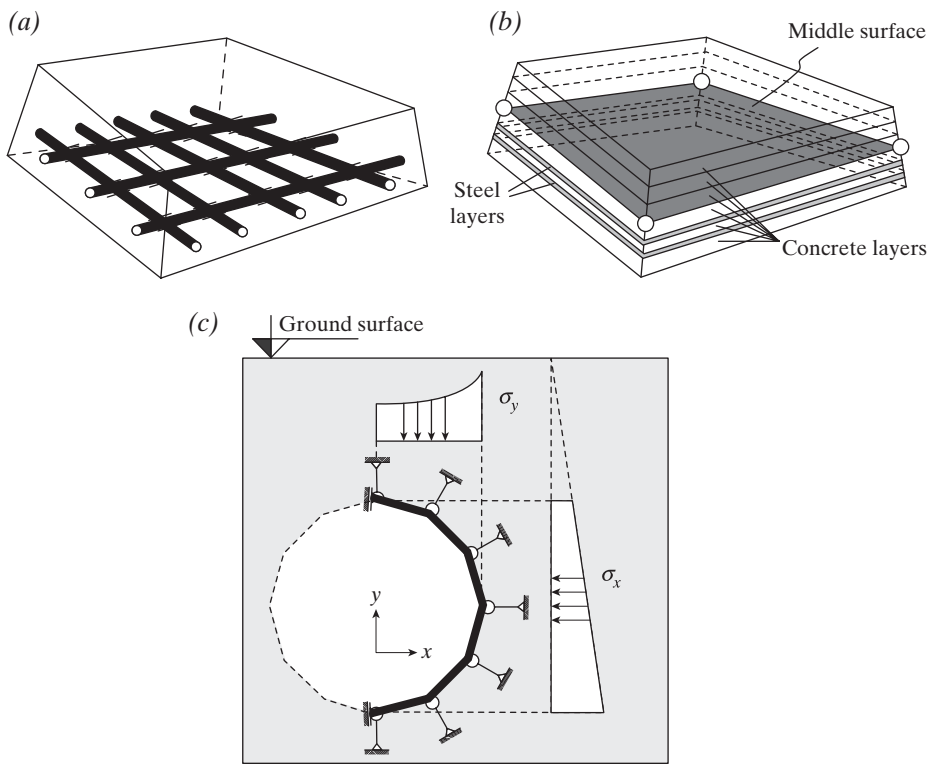 (a)
(b)
Middle surface
Steel
layers
Concrete layers
(c)
Ground surface
σy
σx
y
x